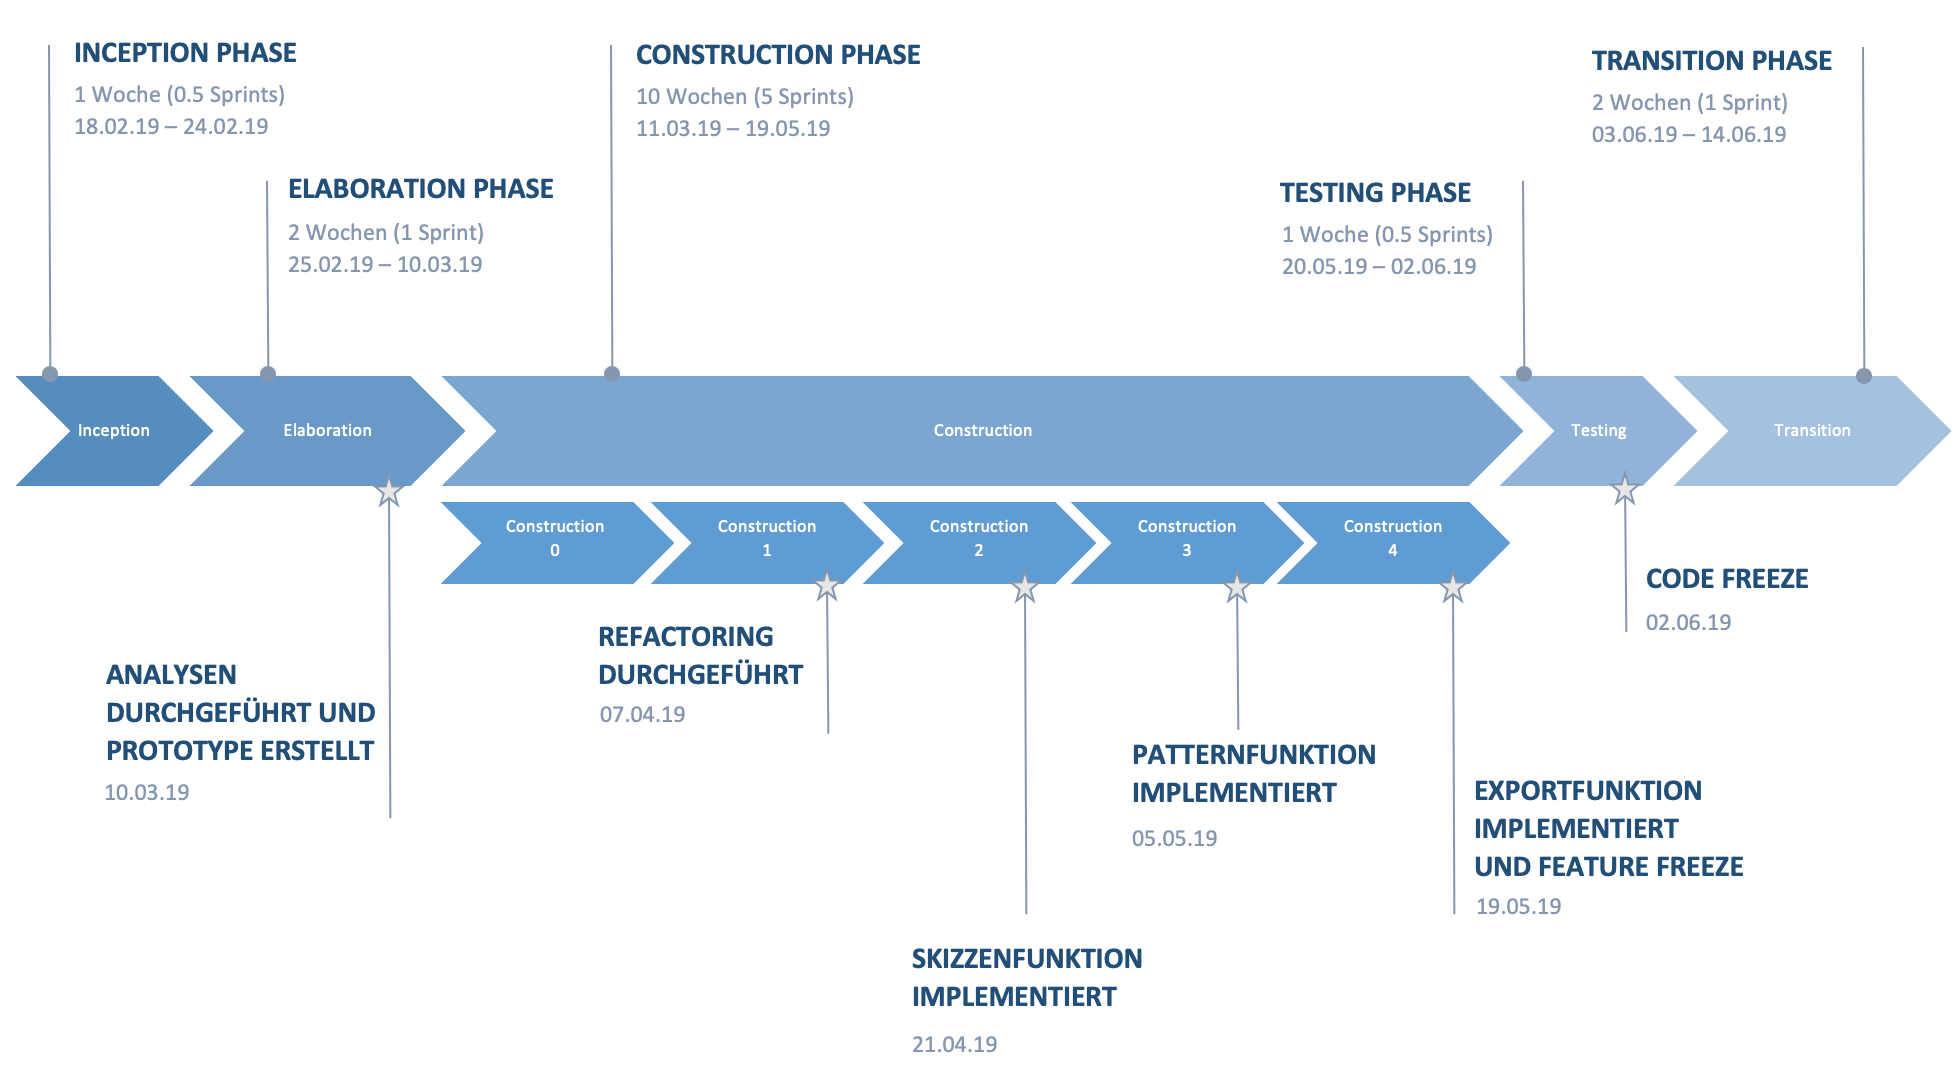 INCEPTION PHASE
1 Woche (0.5 Sprints)
18.02.19 – 24.02.19
ELABORATION PHASE
2 Wochen (1 Sprint)
25.02.19 – 10.03.19
CONSTRUCTION PHASE
10 Wochen (5 Sprints)
11.03.19 – 19.05.19
TESTING PHASE
1 Woche (0.5 Sprints)
20.05.19 – 02.06.19
TRANSITION PHASE
2 Wochen (1 Sprint)
03.06.19 – 14.06.19
Inception
Elaboration
Construction
Testing
Transition
Construction
0
Construction
1
Construction
2
Construction
3
Construction
4
ANALYSEN
DURCHGEFÜHRT UND
PROTOTYPE ERSTELLT
10.03.19
REFACTORING
DURCHGEFÜHRT
07.04.19
SKIZZENFUNKTION
IMPLEMENTIERT
21.04.19
PATTERNFUNKTION
IMPLEMENTIERT
05.05.19
EXPORTFUNKTION
IMPLEMENTIERT
UND FEATURE FREEZE
19.05.19
CODE FREEZE
02.06.19